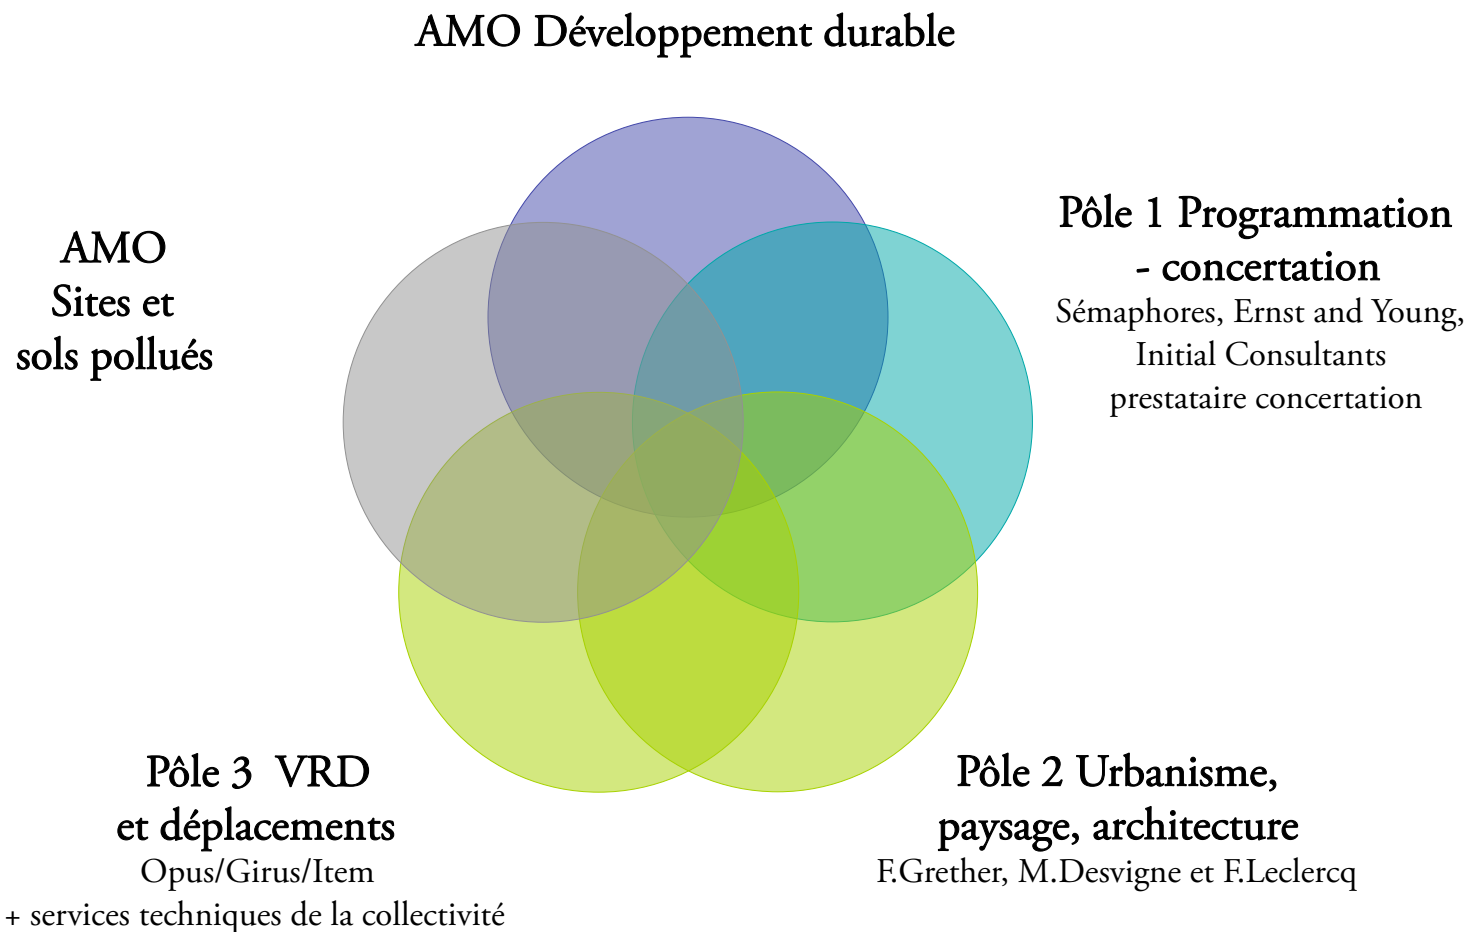 AMO Développement durable
AMO
Sites et
sols pollués
Pôle 1 Programmation
- concertation
Sémaphores, Ernst and Young,
Initial Consultants
prestataire concertation
Pôle 3  VRD
et déplacements
Opus/Girus/Item
+ services techniques de la collectivité
Pôle 2 Urbanisme,
paysage, architecture
F.Grether, M.Desvigne et F.Leclercq